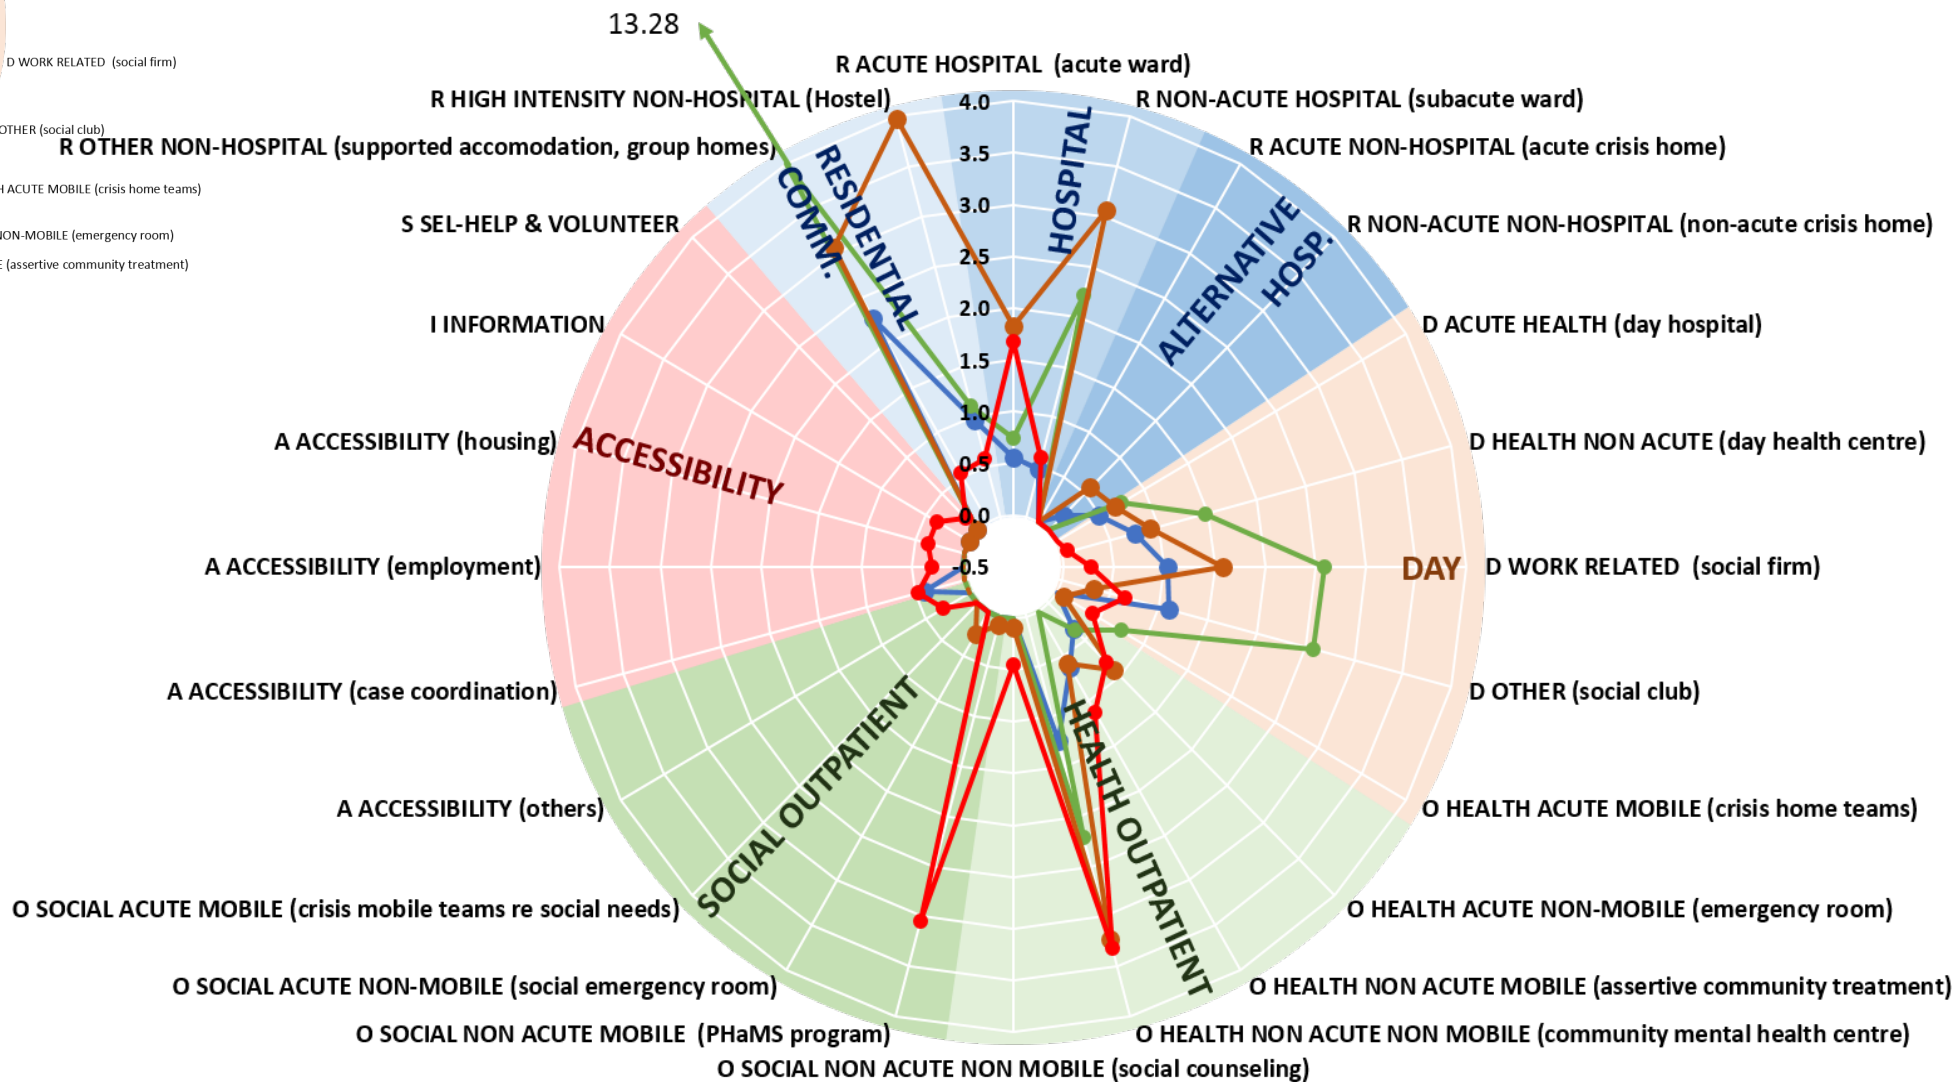 13.28
D WORK RELATED (social firm)
OTHER (social club)
H ACUTE MOBILE (crisis home teams)
NON-MOBILE (emergency room)
E (assertive community treatment)
R ACUTE HOSPITAL (acute ward)
R HIGH INTENSITY NON-HOSPITAL (Hostel)
R NON-ACUTE HOSPITAL (subacute ward)
R OTHER NON-HOSPITAL (supported accomodation, group homes)
R ACUTE NON-HOSPITAL (acute crisis home)
S SEL-HELP & VOLUNTEER
R NON-ACUTE NON-HOSPITAL (non-acute crisis home)
I INFORMATION
D ACUTE HEALTH (day hospital)
A ACCESSIBILITY (housing)
D HEALTH NON ACUTE (day health centre)
A ACCESSIBILITY (employment)
D WORK RELATED (social firm)
A ACCESSIBILITY (case coordination)
D OTHER (social club)
A ACCESSIBILITY (others)
O HEALTH ACUTE MOBILE (crisis home teams)
O SOCIAL ACUTE MOBILE (crisis mobile teams re social needs)
O HEALTH ACUTE NON-MOBILE (emergency room)
O SOCIAL ACUTE NON-MOBILE (social emergency room)
O HEALTH NON ACUTE MOBILE (assertive community treatment)
O SOCIAL NON ACUTE MOBILE (PHaMS program)
O HEALTH NON ACUTE NON MOBILE (community mental health centre)
O SOCIAL NON ACUTE NON MOBILE (social counseling)
4.0
3.5
3.0
2.5
2.0
1.5
1.0
0.5
0.0
-0.5
RESIDENTIAL
COMM.
HOSPITAL
ALTERNATIVE
HOSP.
DAY
HEALTH OUTPATIENT
SOCIAL OUTPATIENT
ACCESSIBILITY